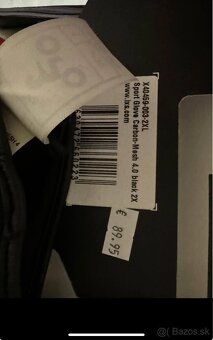 X40459-003-2XL
Sport Glove Carbon-Mesh 4.0 black 2X
www.ixs.com
€ 89.95
Bazos.sk